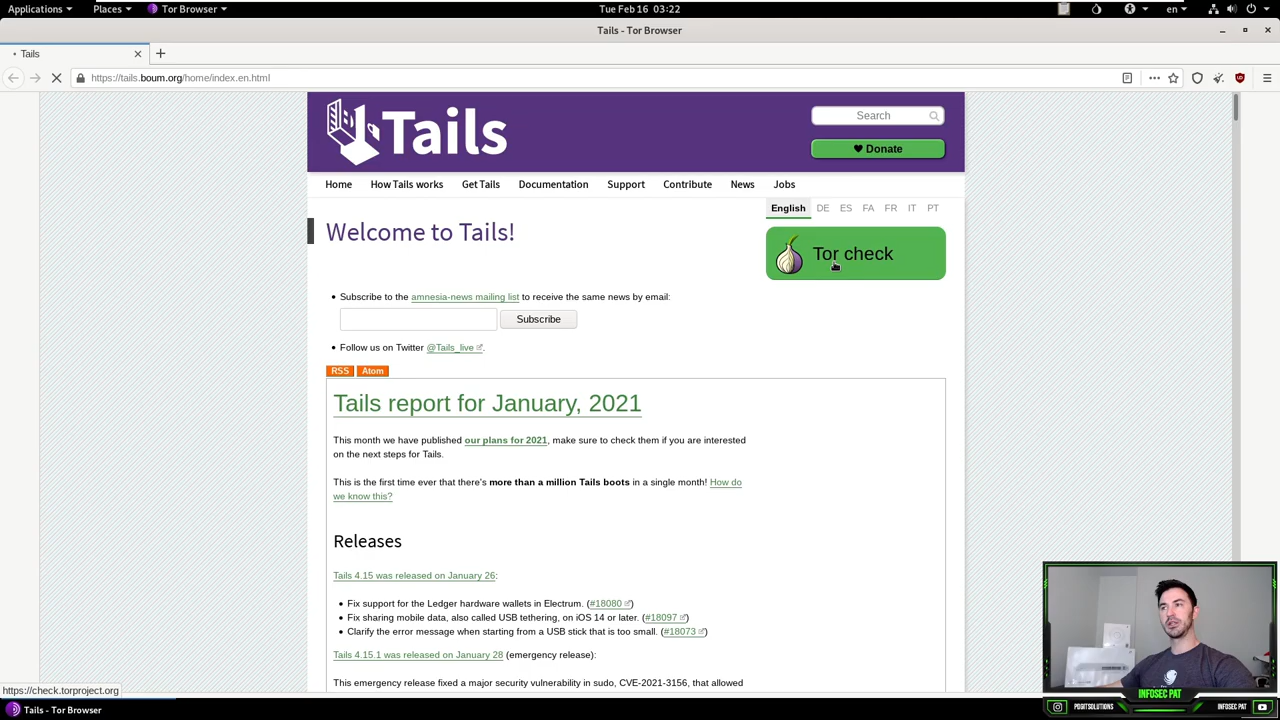 Applications Places Tor Browser Tue Feb 16 03:22 en
Tails - Tor Browser
Tails
https://tails.boum.org/home/index.en.html
Tails
Search
Donate
Home How Tails works Get Tails Documentation Support Contribute News Jobs
English DE ES FA FR IT PT
Welcome to Tails!
Tor check
Subscribe to the amnesia-news mailing list to receive the same news by email:
Subscribe
Follow us on Twitter @Tails_live.
RSS Atom
Tails report for January, 2021
This month we have published our plans for 2021, make sure to check them if you are interested
on the next steps for Tails.
This is the first time ever that there's more than a million Tails boots in a single month! How do
we know this?
Releases
Tails 4.15 was released on January 26:
Fix support for the Ledger hardware wallets in Electrum. (#18080)
Fix sharing mobile data, also called USB tethering, on iOS 14 or later. (#18097)
Clarify the error message when starting from a USB stick that is too small. (#18073)
Tails 4.15.1 was released on January 28 (emergency release):
This emergency release fixed a major security vulnerability in sudo, CVE-2021-3156, that allowed
https://check.torproject.org
INFOSEC PAT
PDGITSOLUTIONS INFOSEC PAT
Tails - Tor Browser